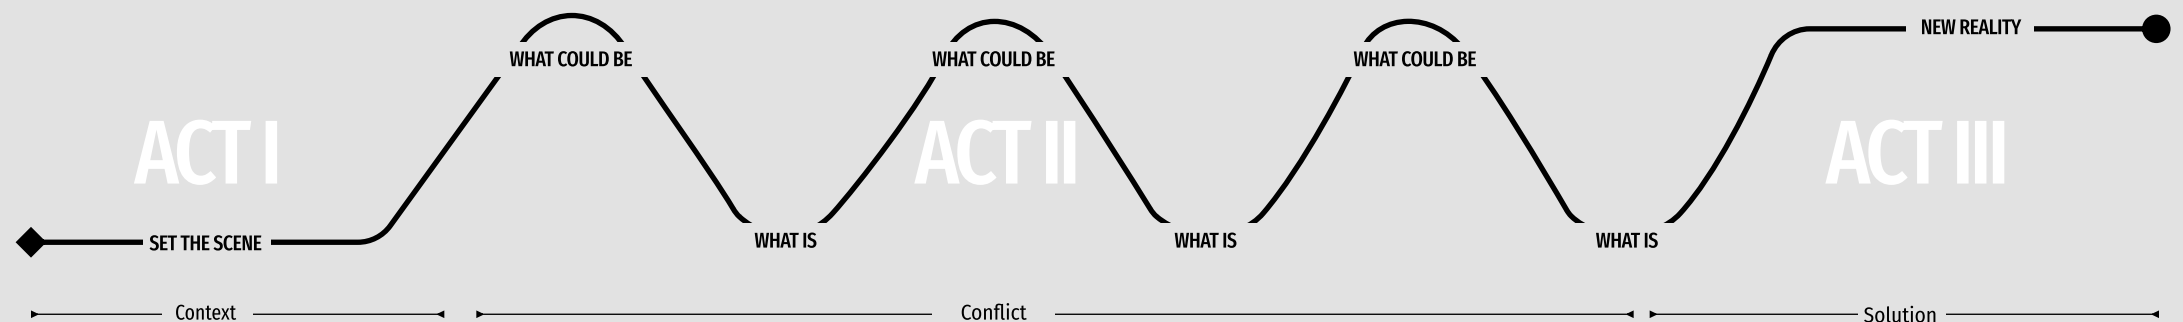 WHAT COULD BE
WHAT COULD BE
WHAT COULD BE
NEW REALITY
ACT I
ACT II
ACT III
SET THE SCENE
WHAT IS
WHAT IS
WHAT IS
Context
Conflict
Solution